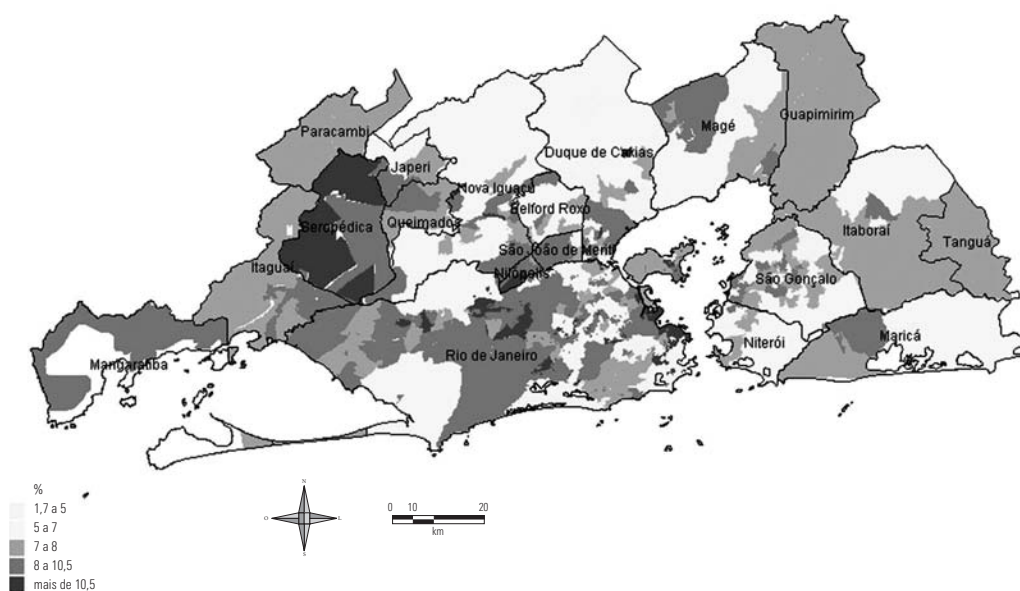 Paracambi
Japeri
Seropédica
Queimados
Nova Iguaçu
Duque de Caxias
Magé
Guapimirim
Belford Roxo
São João de Meriti
Nilópolis
Itaguaí
Mangaratiba
Rio de Janeiro
Itaboraí
Tanguá
São Gonçalo
Niterói
Maricá
%
1,7 a 5
5 a 7
7 a 8
8 a 10,5
mais de 10,5
N
O L
S
0 10 20
km